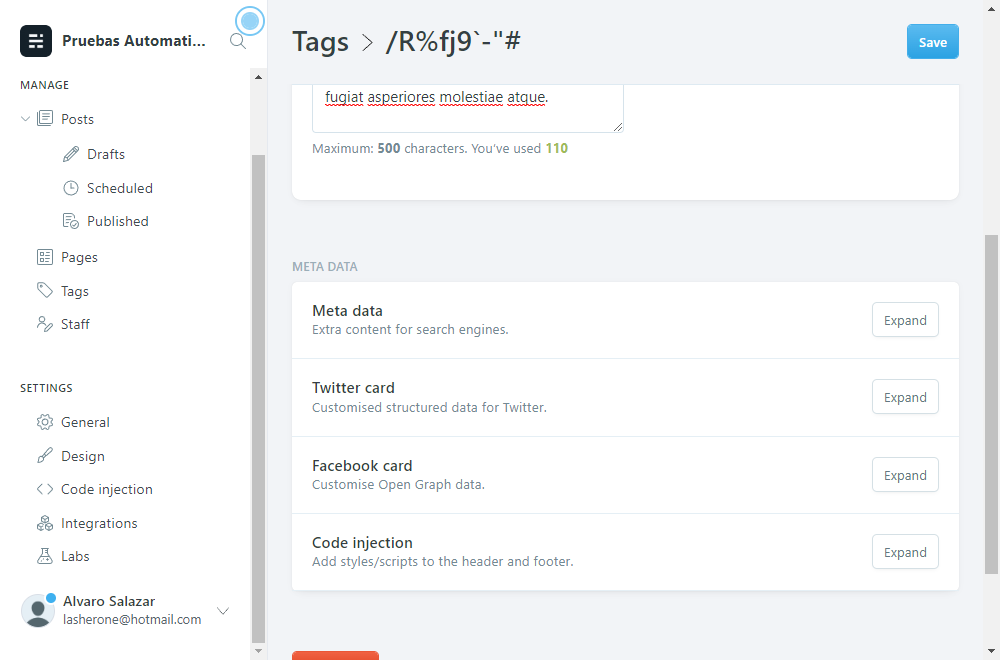 Pruebas Automati...
MANAGE
Posts
Drafts
Scheduled
Published
Pages
Tags
Staff
SETTINGS
General
Design
Code injection
Integrations
Labs
Alvaro Salazar
lasherone@hotmail.com
Tags > /R%fj9`-"#
Save
fugiat asperiores molestiae atque.
Maximum: 500 characters. You've used 110
META DATA
Meta data
Extra content for search engines.
Expand
Twitter card
Customised structured data for Twitter.
Expand
Facebook card
Customise Open Graph data.
Expand
Code injection
Add styles/scripts to the header and footer.
Expand